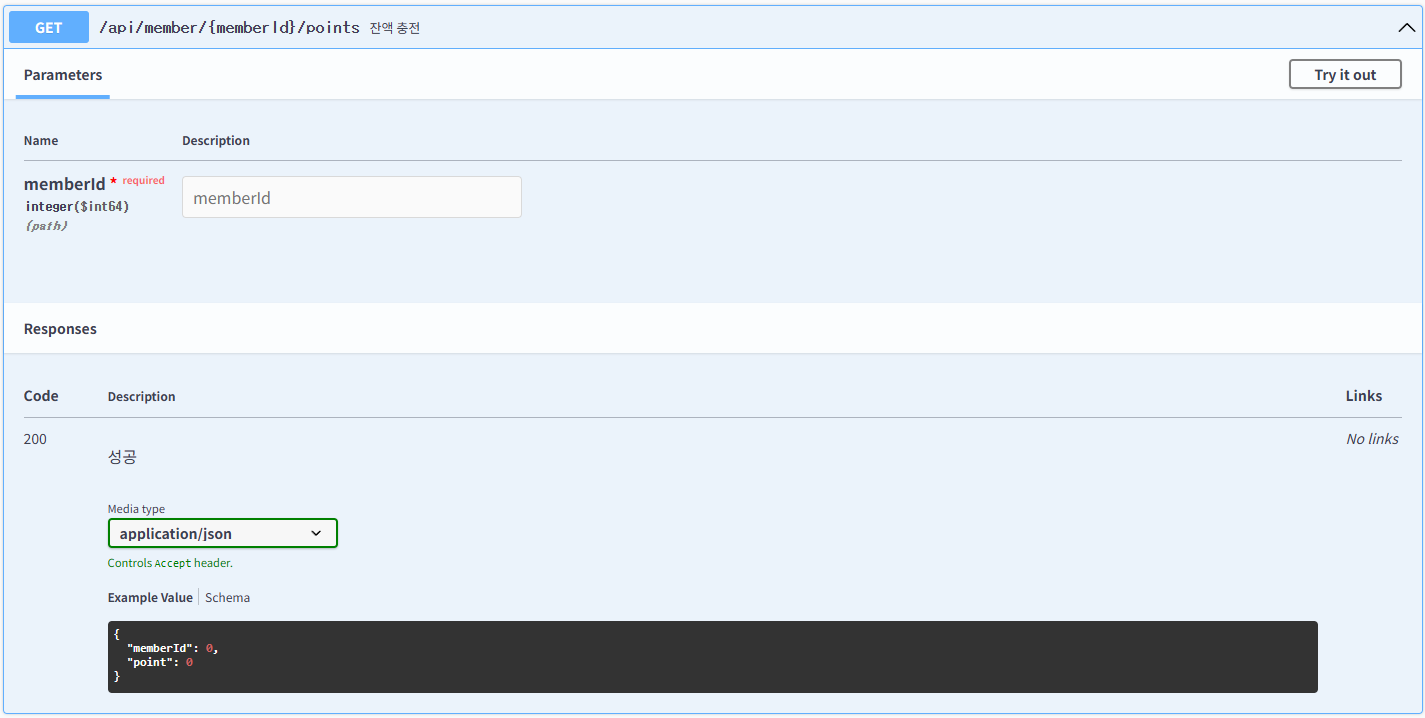 GET /api/member/{memberId}/points 잔액 충전
Parameters
Try it out
Name Description
memberId * required
integer($int64)
(path)
memberId
Responses
Code Description Links
200
성공
No links
Media type
application/json
Controls Accept header.
Example Value Schema
{
  "memberId": 0,
  "point": 0
}